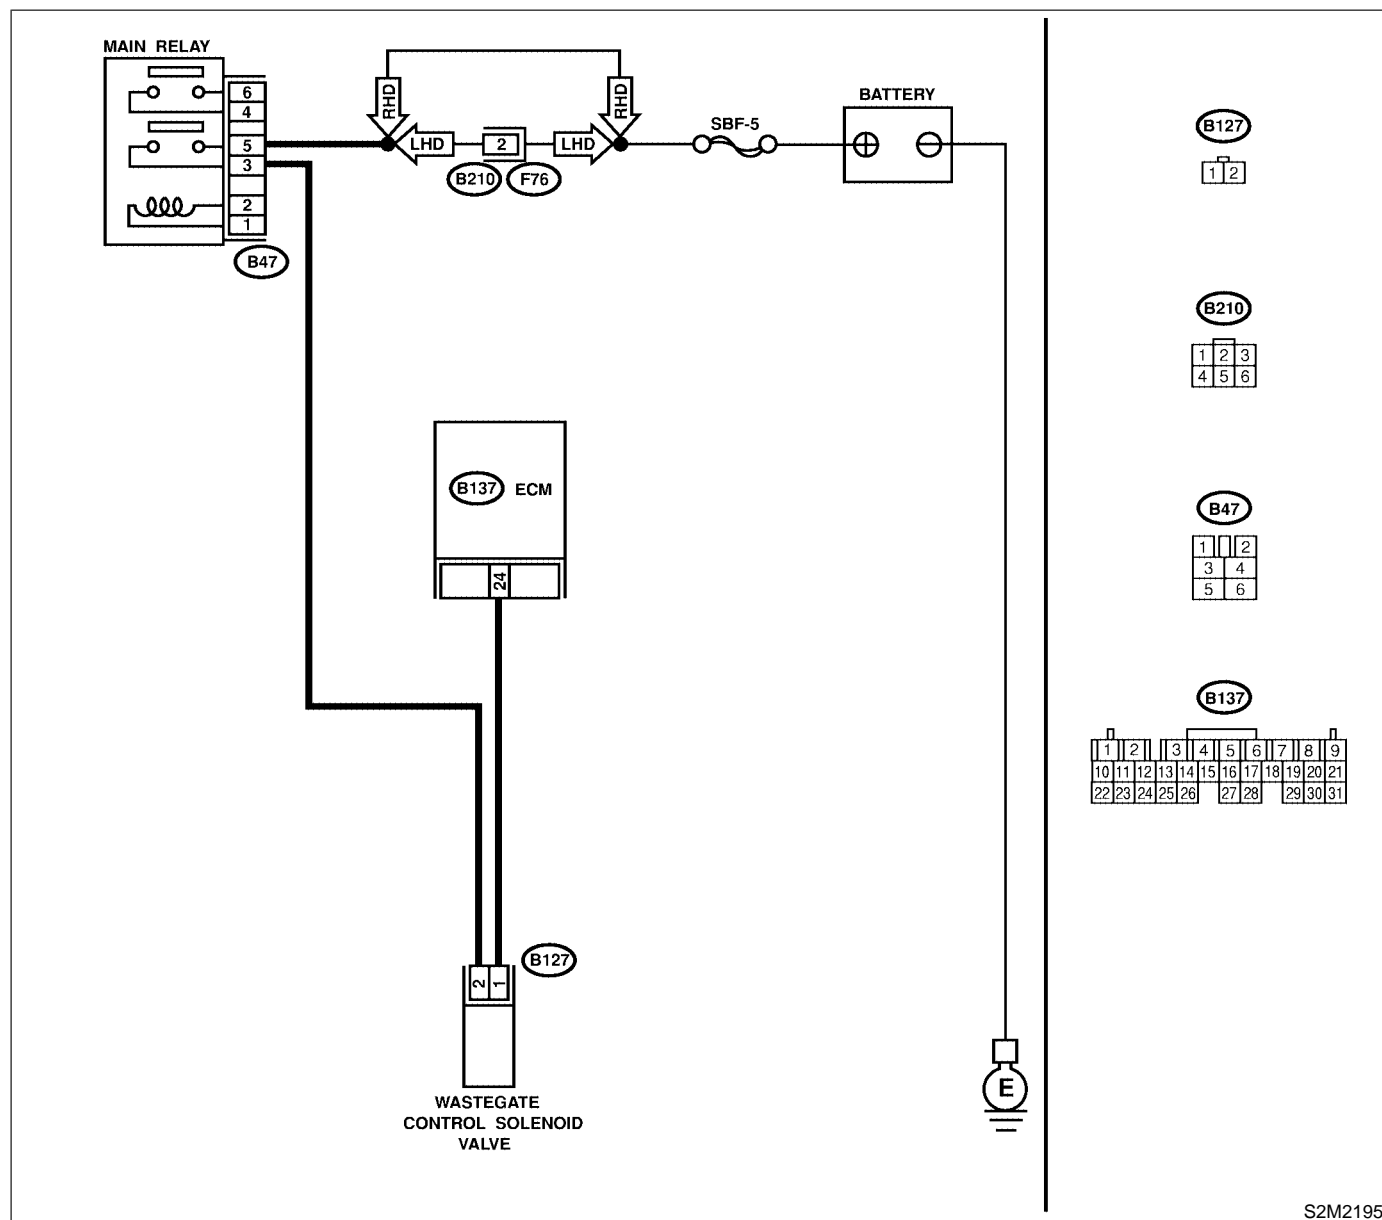 MAIN RELAY
6
4
5
3
2
1
B47
RHD
RHD
LHD
2
LHD
B210
F76
SBF-5
BATTERY
B137
ECM
24
B127
2
1
WASTEGATE
CONTROL SOLENOID
VALVE
E
B127
1 2
B210
1 2 3
4 5 6
B47
1 2
3 4
5 6
B137
1 2 3 4 5 6 7 8 9
10 11 12 13 14 15 16 17 18 19 20 21
22 23 24 25 26 27 28 29 30 31
S2M2195